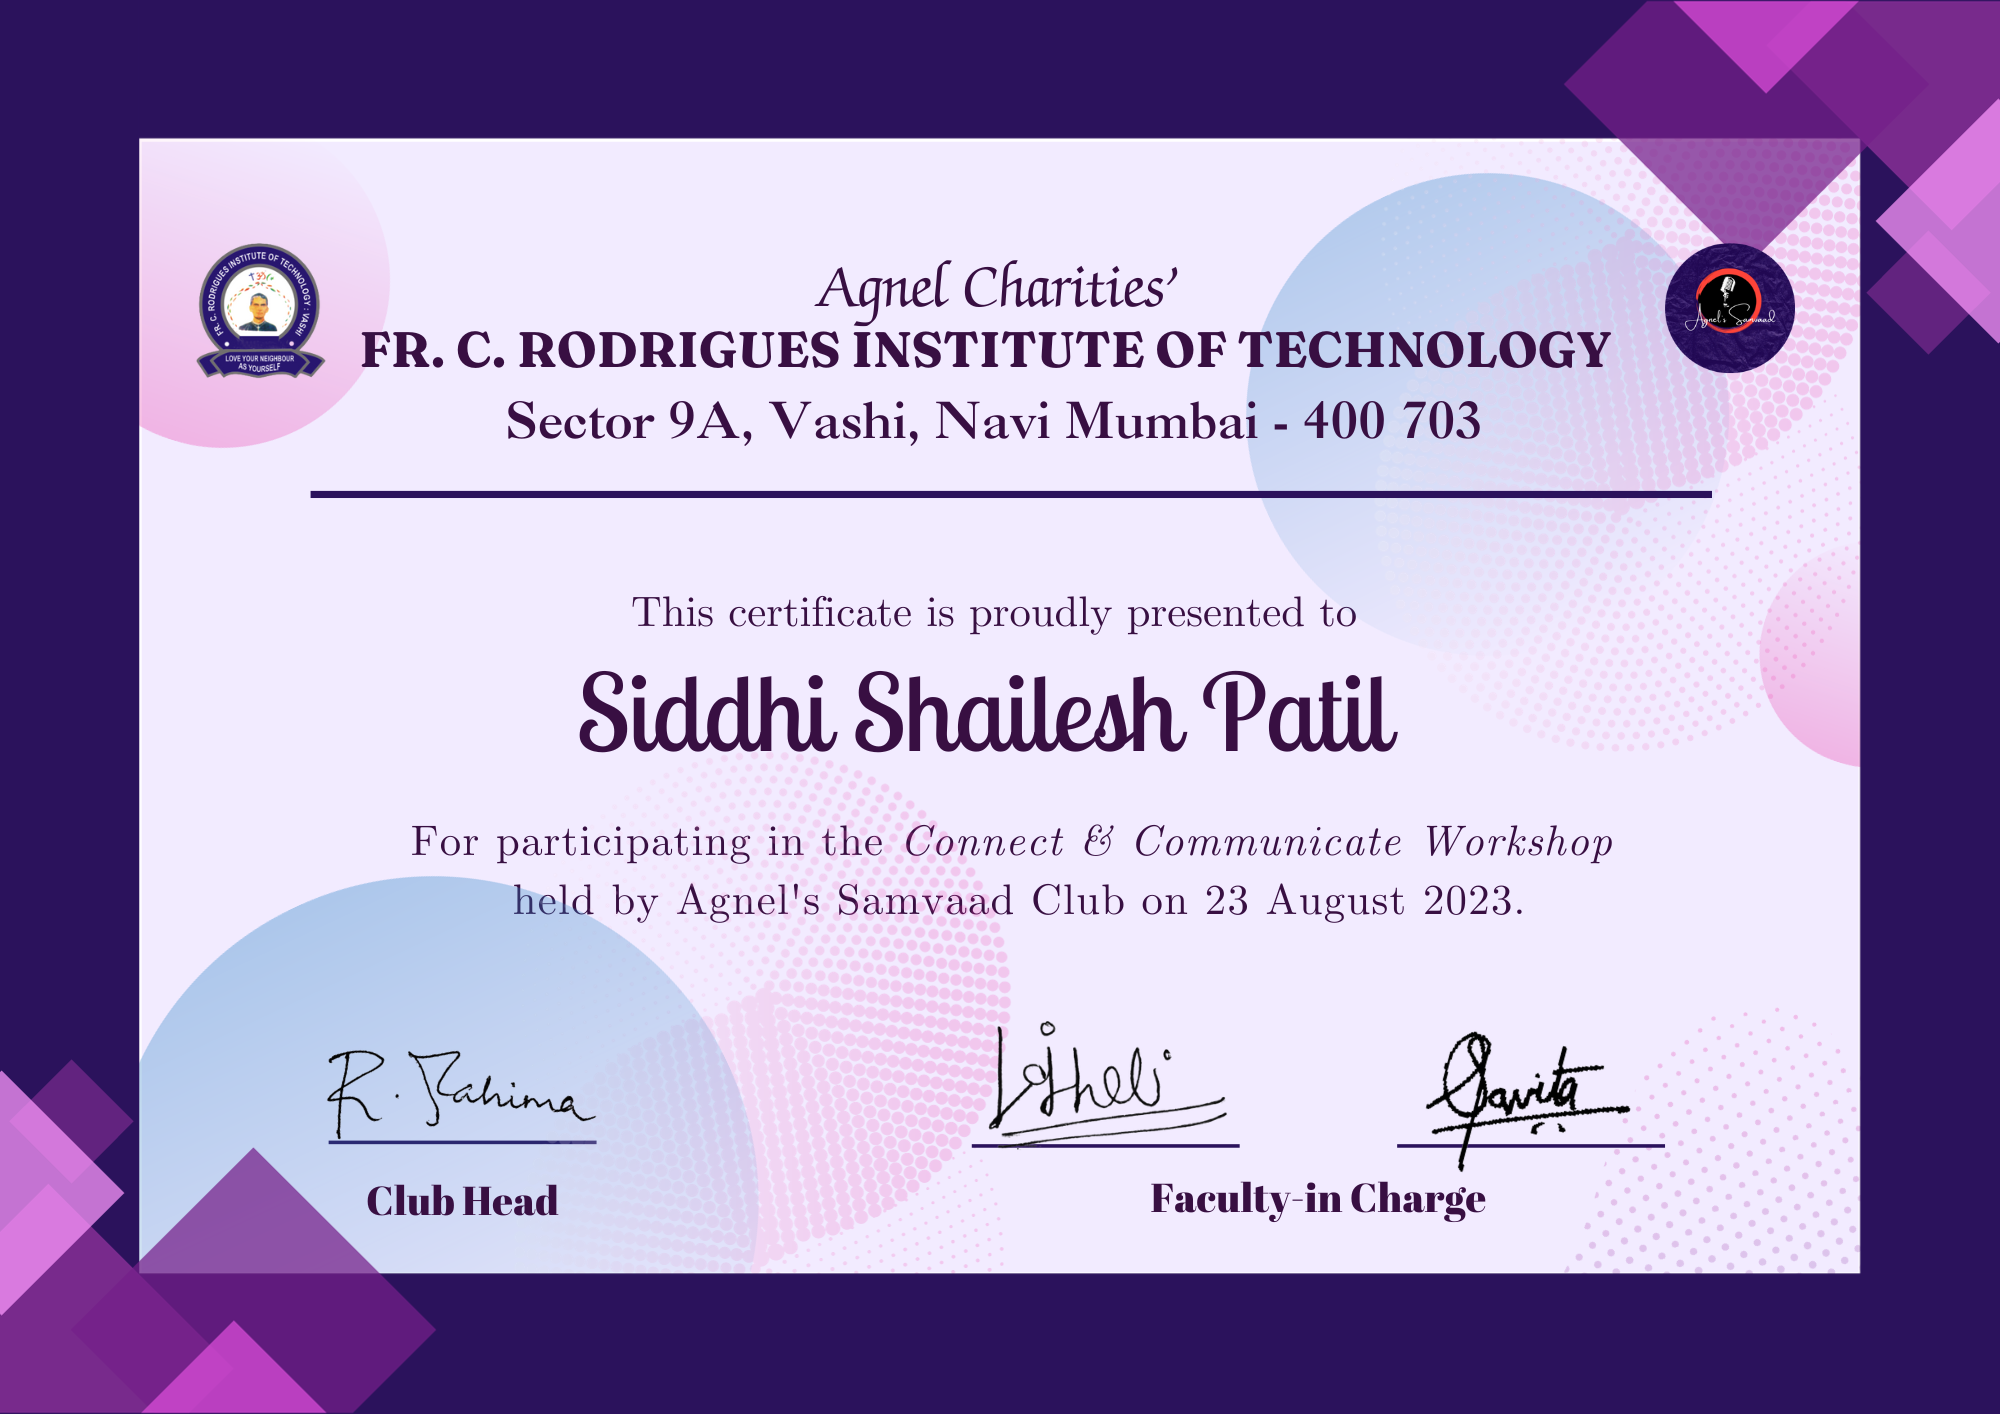 FR. C. RODRIGUES INSTITUTE OF TECHNOLOGY : VASHI
LOVE YOUR NEIGHBOUR
AS YOURSELF
Agnel Charities’
FR. C. RODRIGUES INSTITUTE OF TECHNOLOGY
Sector 9A, Vashi, Navi Mumbai - 400 703
Agnel's Samvaad
This certificate is proudly presented to
Siddhi Shailesh Patil
For participating in the Connect & Communicate Workshop
held by Agnel's Samvaad Club on 23 August 2023.
R. Rahima
Savita
Club Head
Faculty-in Charge